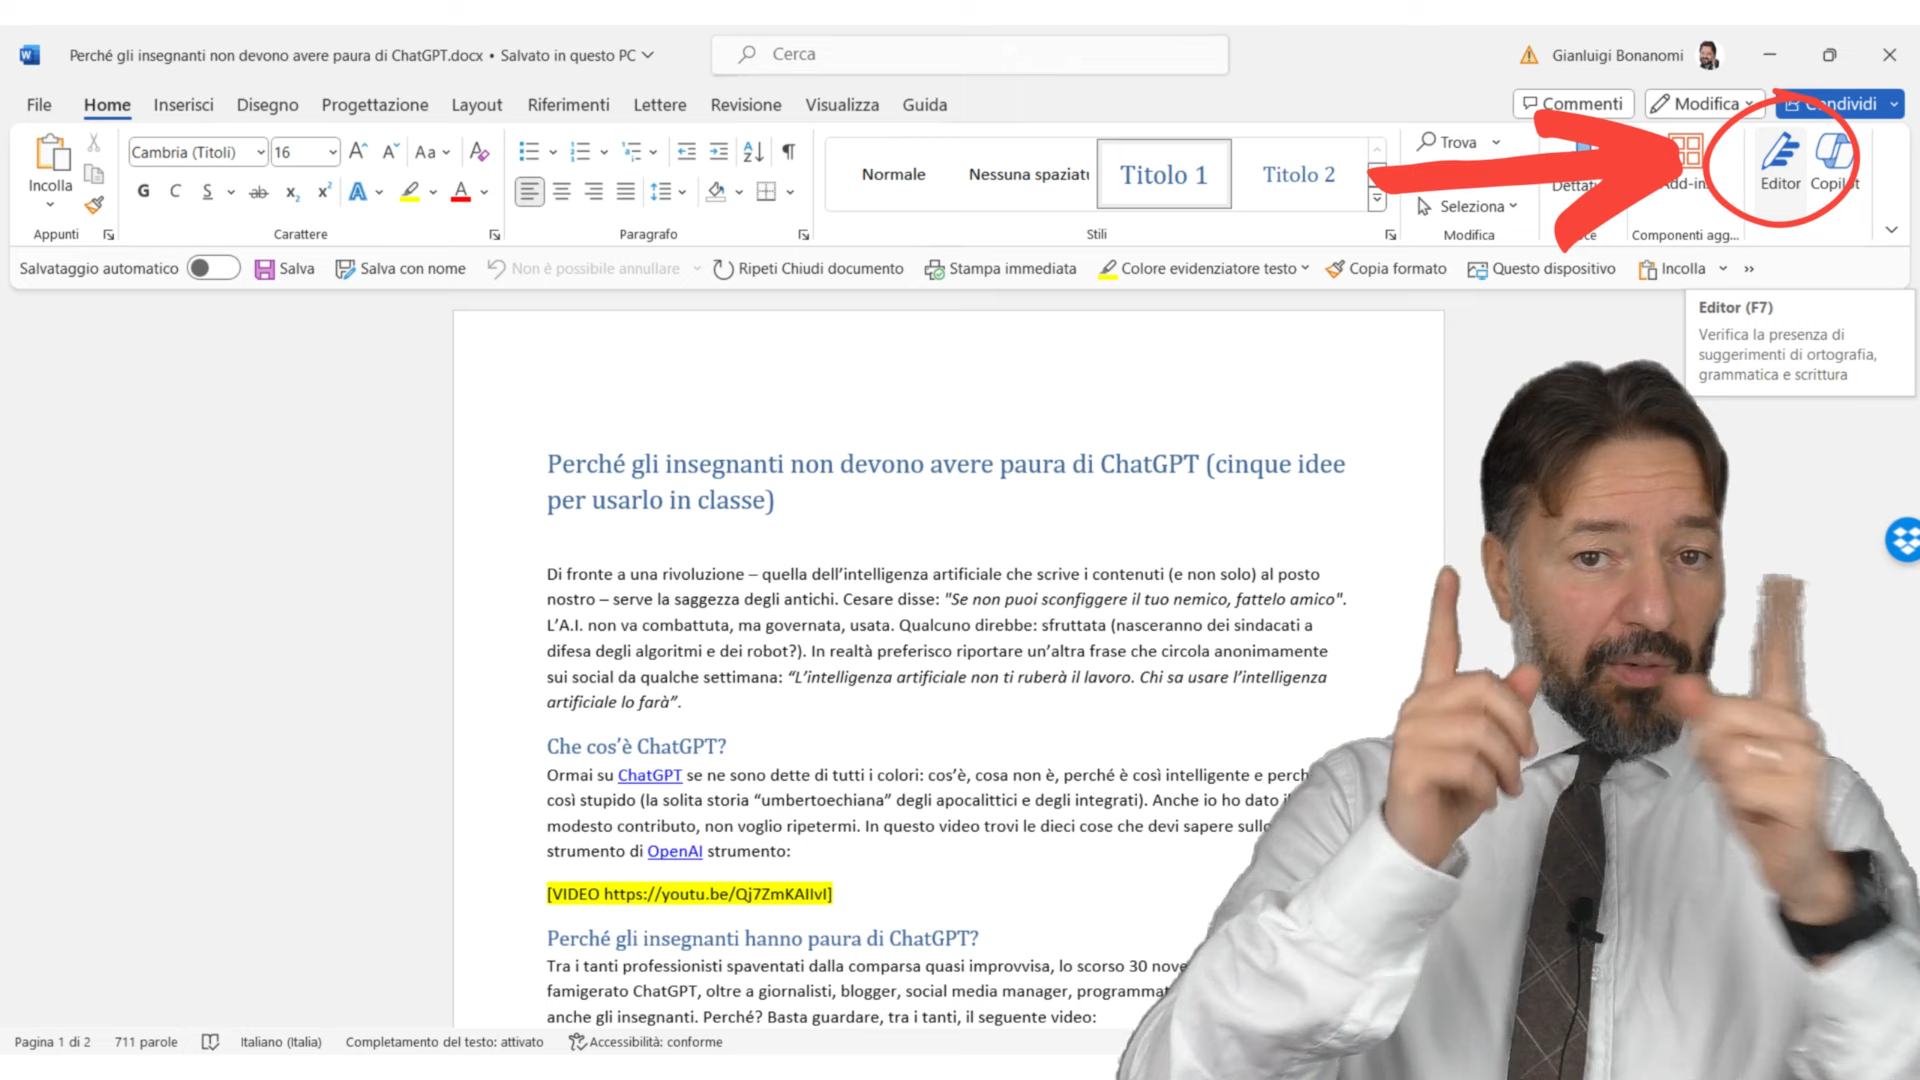 Perché gli insegnanti non devono avere paura di ChatGPT.docx • Salvato in questo PC
Cerca
Gianluigi Bonanomi
File Home Inserisci Disegno Progettazione Layout Riferimenti Lettere Revisione Visualizza Guida
Commenti Modifica Condividi
Incolla
Appunti
Cambria (Titoli) 16
Aa
G C S ab x₂ x² A A
Carattere
Paragrafo
Normale Nessuna spaziatu Titolo 1 Titolo 2
Stili
Trova
Seleziona
Modifica
Dettat
Add-in
Componenti agg...
Editor Copilot
Salvataggio automatico Salva Salva con nome Non è possibile annullare Ripeti Chiudi documento Stampa immediata Colore evidenziatore testo Copia formato Questo dispositivo Incolla »
Editor (F7)
Verifica la presenza di
suggerimenti di ortografia,
grammatica e scrittura
Perché gli insegnanti non devono avere paura di ChatGPT (cinque idee
per usarlo in classe)
Di fronte a una rivoluzione – quella dell’intelligenza artificiale che scrive i contenuti (e non solo) al posto
nostro – serve la saggezza degli antichi. Cesare disse: "Se non puoi sconfiggere il tuo nemico, fattelo amico".
L’A.I. non va combattuta, ma governata, usata. Qualcuno direbbe: sfruttata (nasceranno dei sindacati a
difesa degli algoritmi e dei robot?). In realtà preferisco riportare un’altra frase che circola anonimamente
sui social da qualche settimana: “L’intelligenza artificiale non ti ruberà il lavoro. Chi sa usare l’intelligenza
artificiale lo farà”.
Che cos’è ChatGPT?
Ormai su ChatGPT se ne sono dette di tutti i colori: cos’è, cosa non è, perché è così intelligente e perch
così stupido (la solita storia “umbertoechiana” degli apocalittici e degli integrati). Anche io ho dato
modesto contributo, non voglio ripetermi. In questo video trovi le dieci cose che devi sapere sullo
strumento di OpenAI strumento:
[VIDEO https://youtu.be/Qj7ZmKAIIvI]
Perché gli insegnanti hanno paura di ChatGPT?
Tra i tanti professionisti spaventati dalla comparsa quasi improvvisa, lo scorso 30 nove
famigerato ChatGPT, oltre a giornalisti, blogger, social media manager, programmat
anche gli insegnanti. Perché? Basta guardare, tra i tanti, il seguente video:
Pagina 1 di 2 711 parole Italiano (Italia) Completamento del testo: attivato Accessibilità: conforme